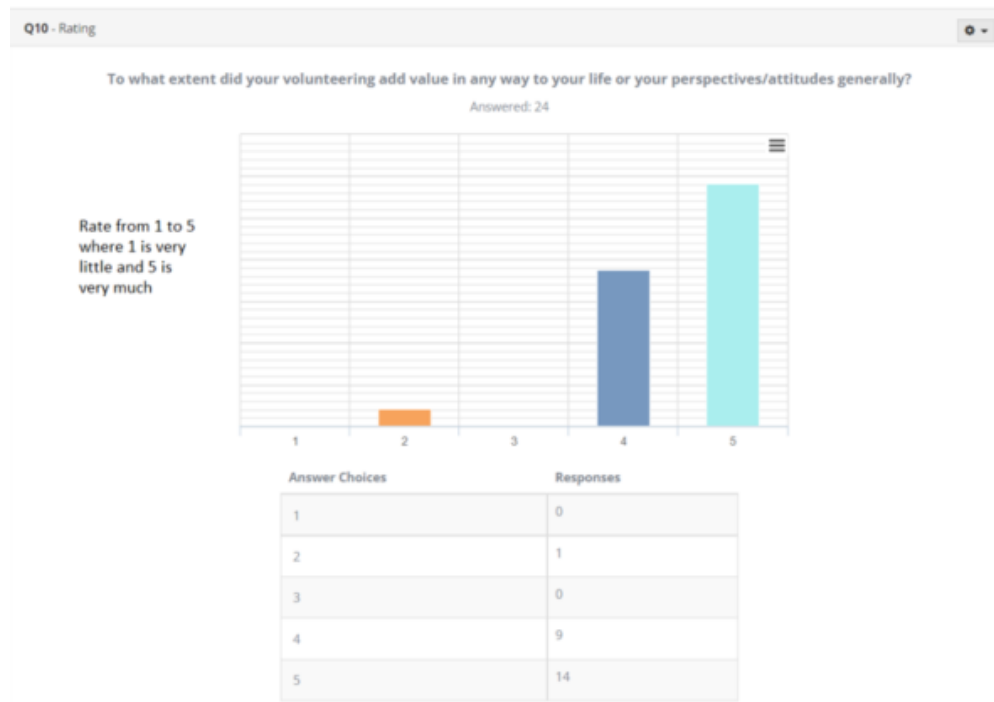 Q10 - Rating
To what extent did your volunteering add value in any way to your life or your perspectives/attitudes generally?
Answered: 24
Rate from 1 to 5
where 1 is very
little and 5 is
very much
1 2 3 4 5
Answer Choices Responses
1 0
2 1
3 0
4 9
5 14